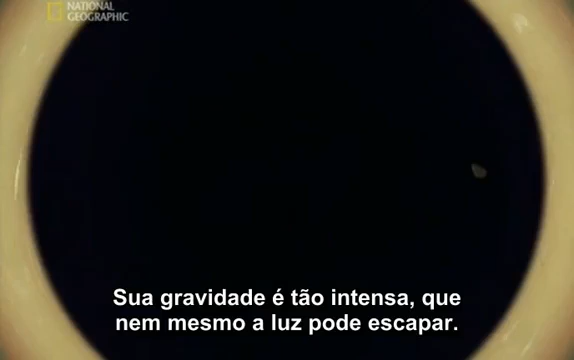 NATIONAL
GEOGRAPHIC
Sua gravidade é tão intensa, que
nem mesmo a luz pode escapar.